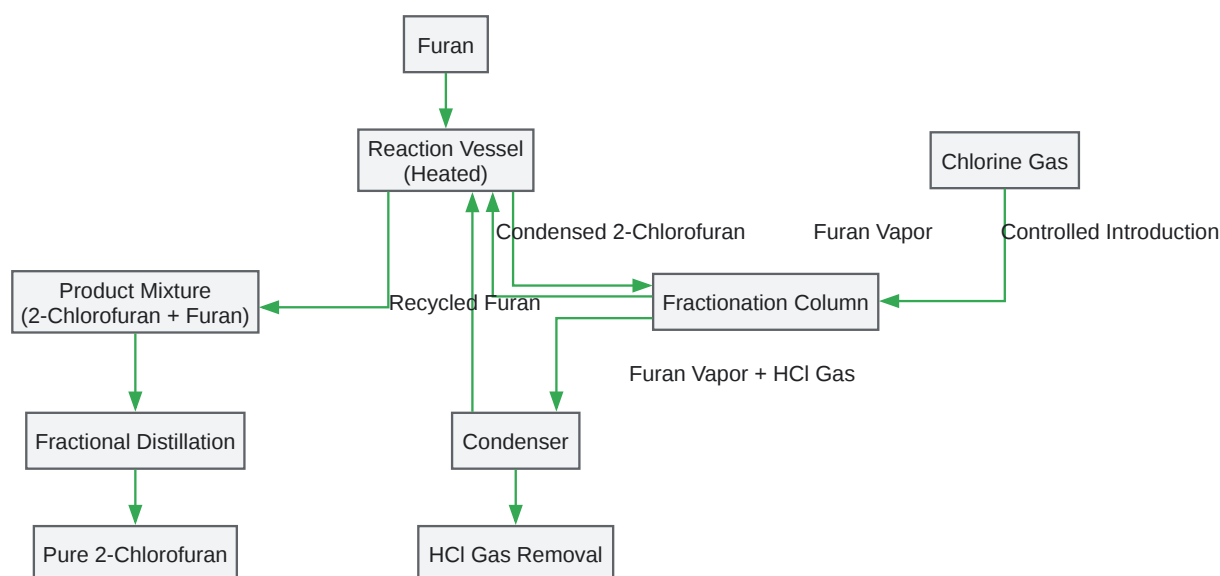 Furan
Reaction Vessel
(Heated)
Chlorine Gas
Condensed 2-Chlorofuran
Furan Vapor
Controlled Introduction
Product Mixture
(2-Chlorofuran + Furan)
Recycled Furan
Fractionation Column
Furan Vapor + HCl Gas
Fractional Distillation
Condenser
Pure 2-Chlorofuran
HCl Gas Removal